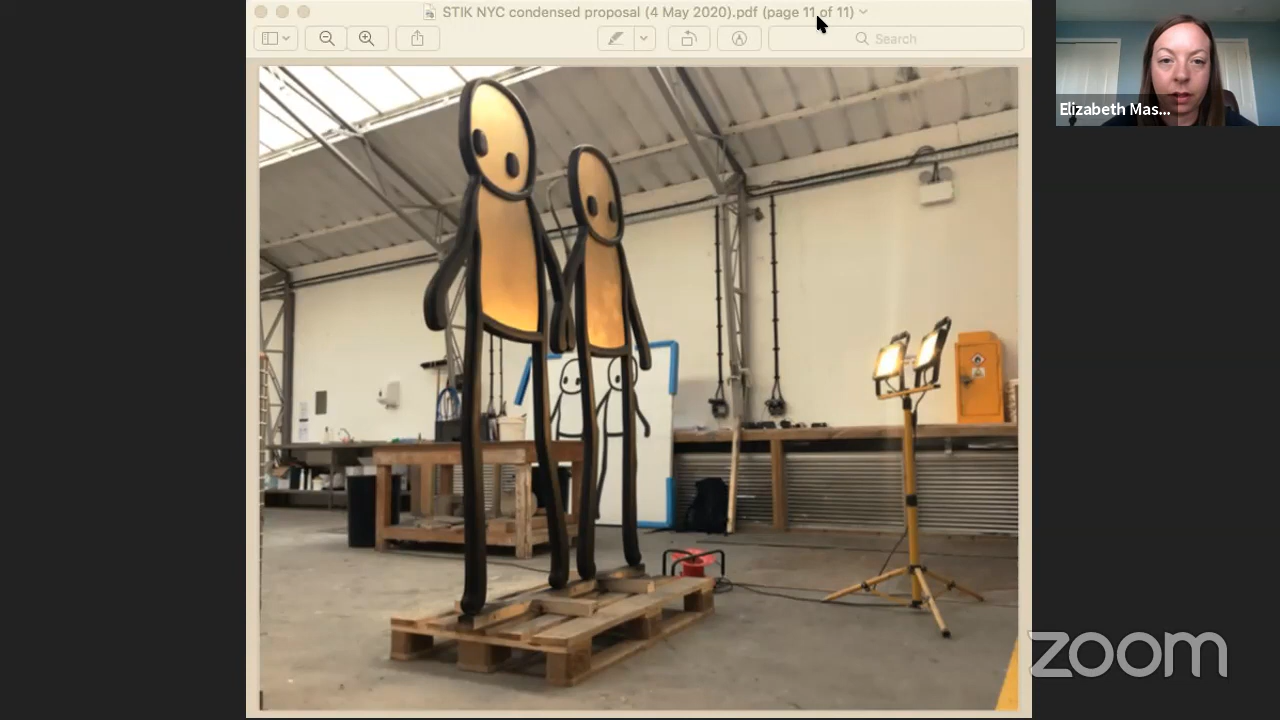 STIK NYC condensed proposal (4 May 2020).pdf (page 11 of 11)
Search
Elizabeth Mas...
zoom